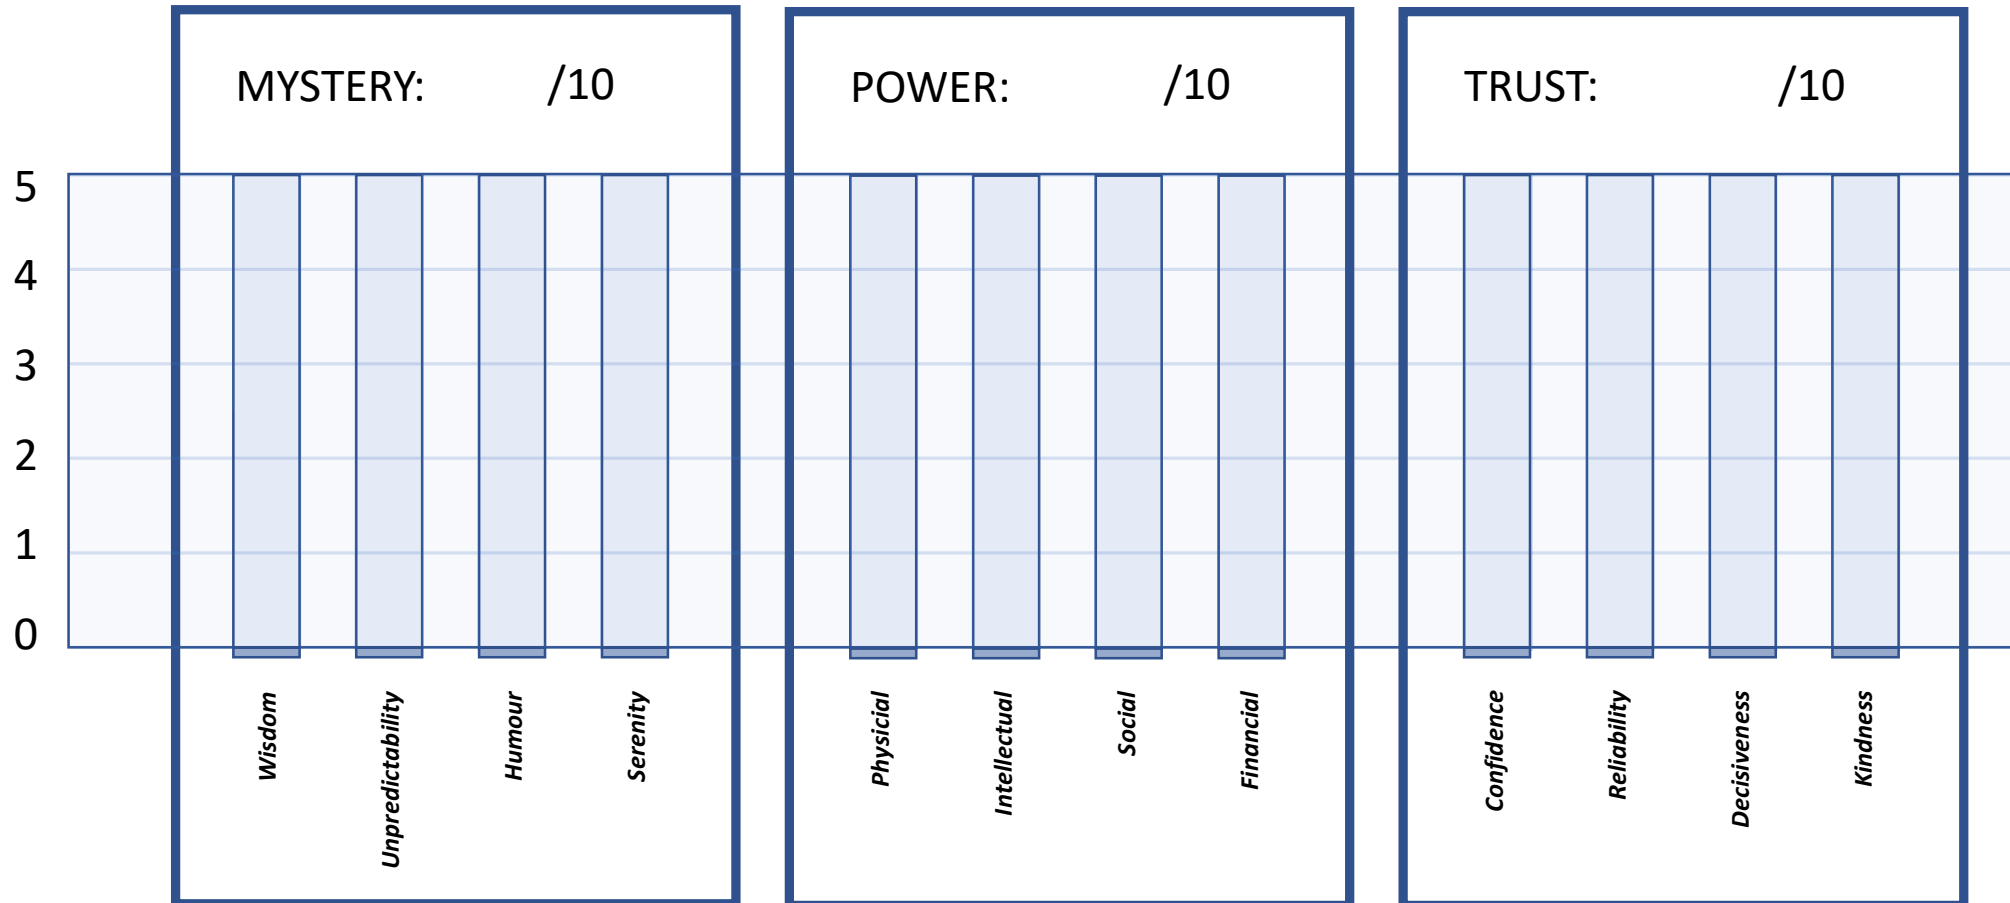 MYSTERY: /10
POWER: /10
TRUST: /10
5
4
3
2
1
0
Wisdom
Unpredictability
Humour
Serenity
Physicial
Intellectual
Social
Financial
Confidence
Reliability
Decisiveness
Kindness